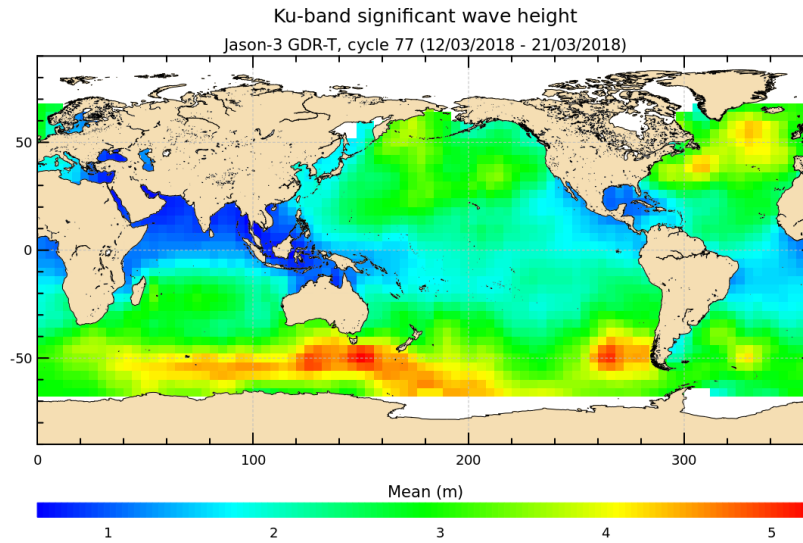 Ku-band significant wave height
Jason-3 GDR-T, cycle 77 (12/03/2018 - 21/03/2018)
50
0
-50
0 100 200 300
Mean (m)
1 2 3 4 5